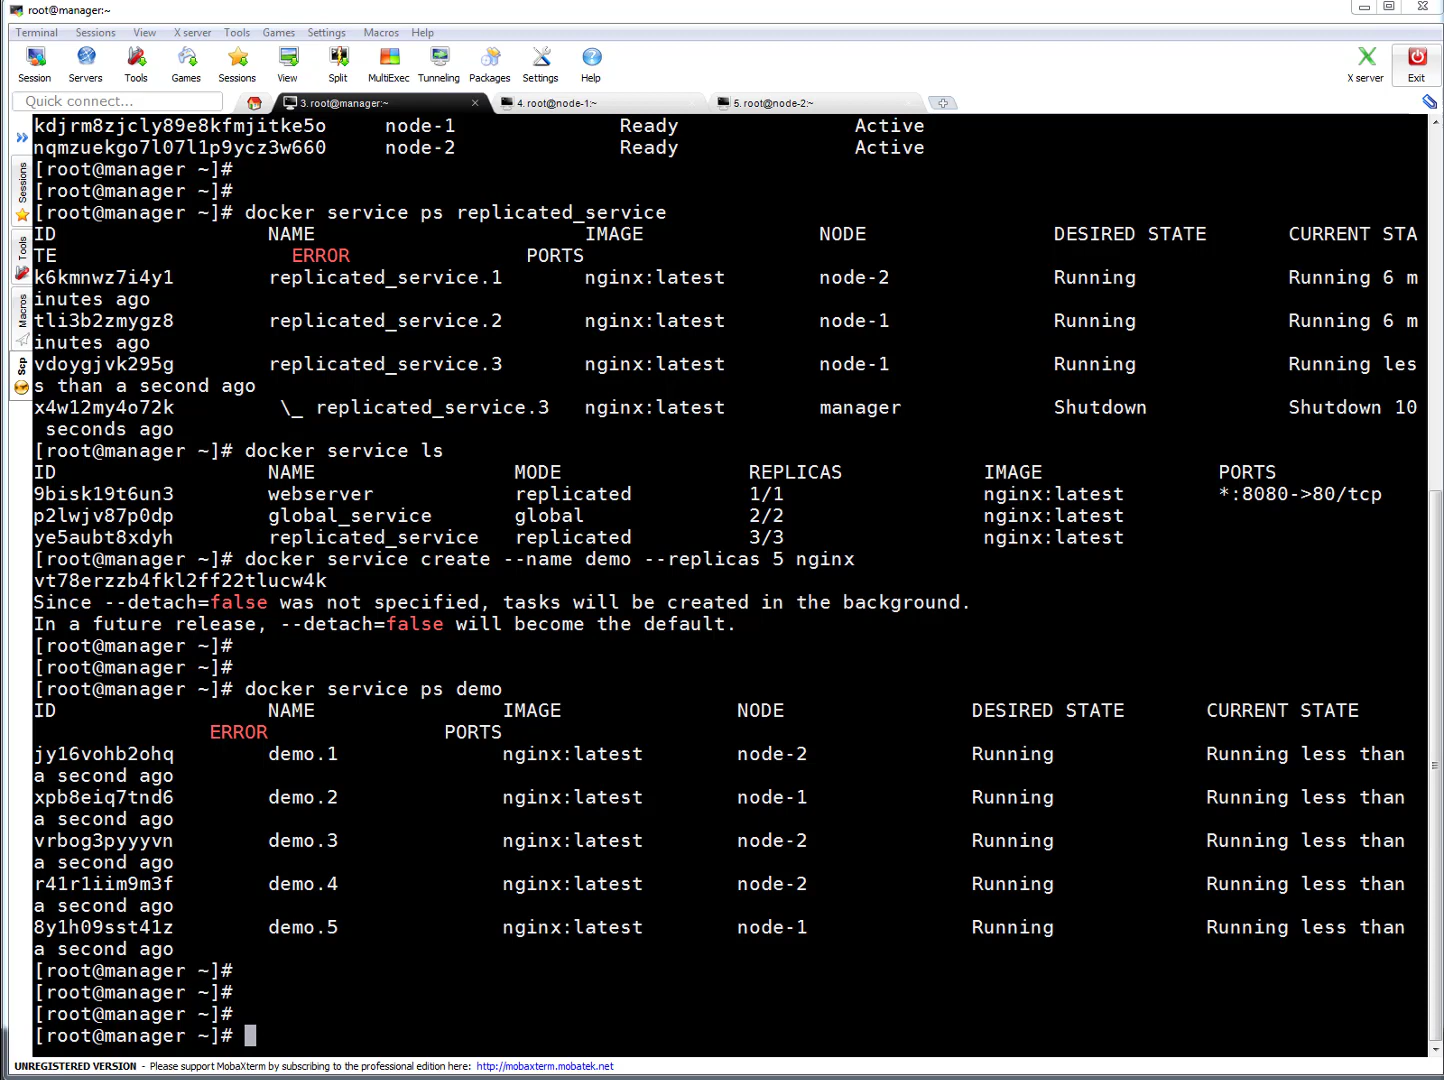 root@manager:~
Terminal Sessions View X server Tools Games Settings Macros Help
Session Servers Tools Games Sessions View Split MultiExec Tunneling Packages Settings Help X server Exit
Quick connect... 3. root@manager:~ 4. root@node-1:~ 5. root@node-2:~
Sessions
Tools
Macros
Scp
kdjrm8zjcly89e8kfmjitke5o node-1 Ready Active
nqmzuekgo7l07l1p9ycz3w660 node-2 Ready Active
[root@manager ~]#
[root@manager ~]#
[root@manager ~]# docker service ps replicated_service
ID NAME IMAGE NODE DESIRED STATE CURRENT STA
TE ERROR PORTS
k6kmnwz7i4y1 replicated_service.1 nginx:latest node-2 Running Running 6 m
inutes ago
tli3b2zmygz8 replicated_service.2 nginx:latest node-1 Running Running 6 m
inutes ago
vdoygjvk295g replicated_service.3 nginx:latest node-1 Running Running les
s than a second ago
x4w12my4o72k \_ replicated_service.3 nginx:latest manager Shutdown Shutdown 10
seconds ago
[root@manager ~]# docker service ls
ID NAME MODE REPLICAS IMAGE PORTS
9bisk19t6un3 webserver replicated 1/1 nginx:latest *:8080->80/tcp
p2lwjv87p0dp global_service global 2/2 nginx:latest
ye5aubt8xdyh replicated_service replicated 3/3 nginx:latest
[root@manager ~]# docker service create --name demo --replicas 5 nginx
vt78erzzb4fkl2ff22tlucw4k
Since --detach=false was not specified, tasks will be created in the background.
In a future release, --detach=false will become the default.
[root@manager ~]#
[root@manager ~]#
[root@manager ~]# docker service ps demo
ID NAME IMAGE NODE DESIRED STATE CURRENT STATE
ERROR PORTS
jy16vohb2ohq demo.1 nginx:latest node-2 Running Running less than
a second ago
xpb8eiq7tnd6 demo.2 nginx:latest node-1 Running Running less than
a second ago
vrbog3pyyyvn demo.3 nginx:latest node-2 Running Running less than
a second ago
r41r1iim9m3f demo.4 nginx:latest node-2 Running Running less than
a second ago
8y1h09sst41z demo.5 nginx:latest node-1 Running Running less than
a second ago
[root@manager ~]#
[root@manager ~]#
[root@manager ~]#
[root@manager ~]#
UNREGISTERED VERSION - Please support MobaXterm by subscribing to the professional edition here: http://mobaxterm.mobatek.net